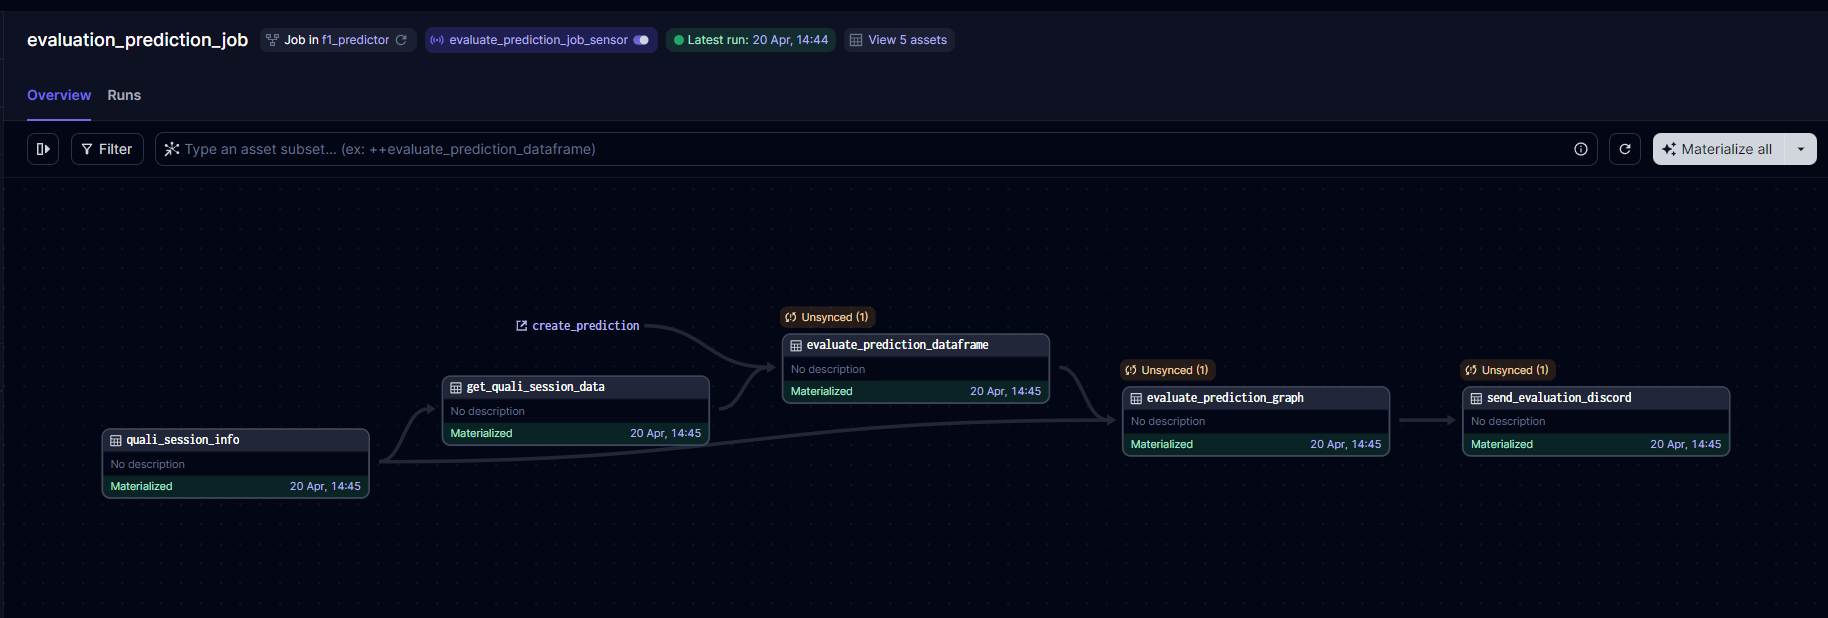 evaluation_prediction_job
Job in f1_predictor
evaluate_prediction_job_sensor
Latest run: 20 Apr, 14:44
View 5 assets
Overview
Runs
Filter
Type an asset subset... (ex: ++evaluate_prediction_dataframe)
Materialize all
Unsynced (1)
create_prediction
evaluate_prediction_dataframe
No description
Materialized
20 Apr, 14:45
get_quali_session_data
No description
Materialized
20 Apr, 14:45
Unsynced (1)
evaluate_prediction_graph
No description
Materialized
20 Apr, 14:45
Unsynced (1)
send_evaluation_discord
No description
Materialized
20 Apr, 14:45
quali_session_info
No description
Materialized
20 Apr, 14:45